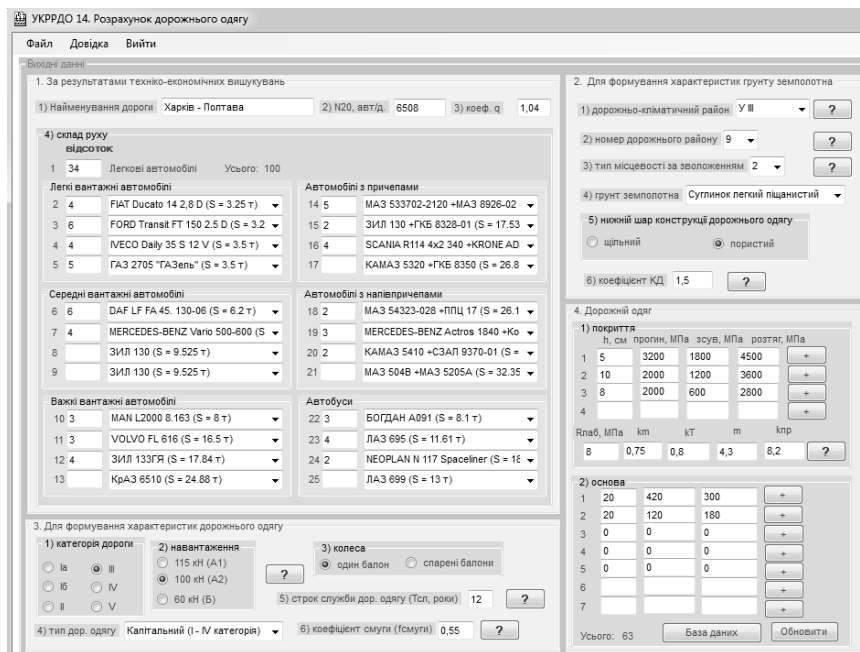 УКРРДО 14. Розрахунок дорожнього одягу
Файл Довідка Вийти
Вихідні данні
1. За результатами техніко-економічних вишукувань
1) Найменування дороги Харків - Полтава 2) N20, авт/д. 6508 3) коеф. q 1,04
4) склад руху
відсоток
1 34 Легкові автомобілі Усього: 100
Легкі вантажні автомобілі
2 4 FIAT Ducato 14 2,8 D (S = 3.25 т)
3 6 FORD Transit FT 150 2.5 D (S = 3.2
4 4 IVECO Daily 35 S 12 V (S = 3.5 т)
5 5 ГАЗ 2705 "ГАЗель" (S = 3.5 т)
Автомобілі з причепами
14 5 МАЗ 533702-2120 +МАЗ 8926-02
15 2 ЗИЛ 130 +ГКБ 8328-01 (S = 17.53
16 4 SCANIA R114 4x2 340 +KRONE AD
17 КАМАЗ 5320 +ГКБ 8350 (S = 26.8
Середні вантажні автомобілі
6 6 DAF LF FA 45. 130-06 (S = 6.2 т)
7 4 MERCEDES-BENZ Vario 500-600 (S
8 ЗИЛ 130 (S = 9.525 т)
9 ЗИЛ 130 (S = 9.525 т)
Автомобілі з напівпричепами
18 2 МАЗ 54323-028 +ППЦ 17 (S = 26.1
19 3 MERCEDES-BENZ Actros 1840 +Ko
20 2 КАМАЗ 5410 +СЗАП 9370-01 (S =
21 МАЗ 504В +МАЗ 5205А (S = 32.35
Важкі вантажні автомобілі
10 3 MAN L2000 8.163 (S = 8 т)
11 3 VOLVO FL 616 (S = 16.5 т)
12 4 ЗИЛ 133ГЯ (S = 17.84 т)
13 КрАЗ 6510 (S = 24.88 т)
Автобуси
22 3 БОГДАН А091 (S = 8.1 т)
23 4 ЛАЗ 695 (S = 11.61 т)
24 2 NEOPLAN N 117 Spaceliner (S = 18
25 ЛАЗ 699 (S = 13 т)
3. Для формування характеристик дорожнього одягу
1) категорія дороги
Іа ІІІ
Іб ІV
ІІ V
2) навантаження
115 кН (А1)
100 кН (А2)
60 кН (Б)
?
3) колеса
один балон спарені балони
5) строк служби дор. одягу (Тсл, роки) 12 ?
4) тип дор. одягу Капітальний (I - IV категорія) 6) коефіцієнт смуги (fсмуги) 0,55 ?
2. Для формування характеристик грунту земполотна
1) дорожньо-кліматичний район У III ?
2) номер дорожнього району 9 ?
3) тип місцевості за зволоженням 2 ?
4) грунт земполотна Суглинок легкий піщанистий
5) нижній шар конструкції дорожнього одягу
щільний пористий
6) коефіцієнт КД 1,5 ?
4. Дорожній одяг
1) покриття
h, см прогин, МПа зсув, МПа розтяг, МПа
1 5 3200 1800 4500 +
2 10 2000 1200 3600 +
3 8 2000 600 2800 +
4 +
Rлаб, МПа km кТ m кпр
8 0,75 0,8 4,3 8,2 ?
2) основа
1 20 420 300 +
2 20 120 180 +
3 0 0 0 +
4 0 0 0 +
5 0 0 0 +
6 +
7 +
Усього: 63 База даних Обновити